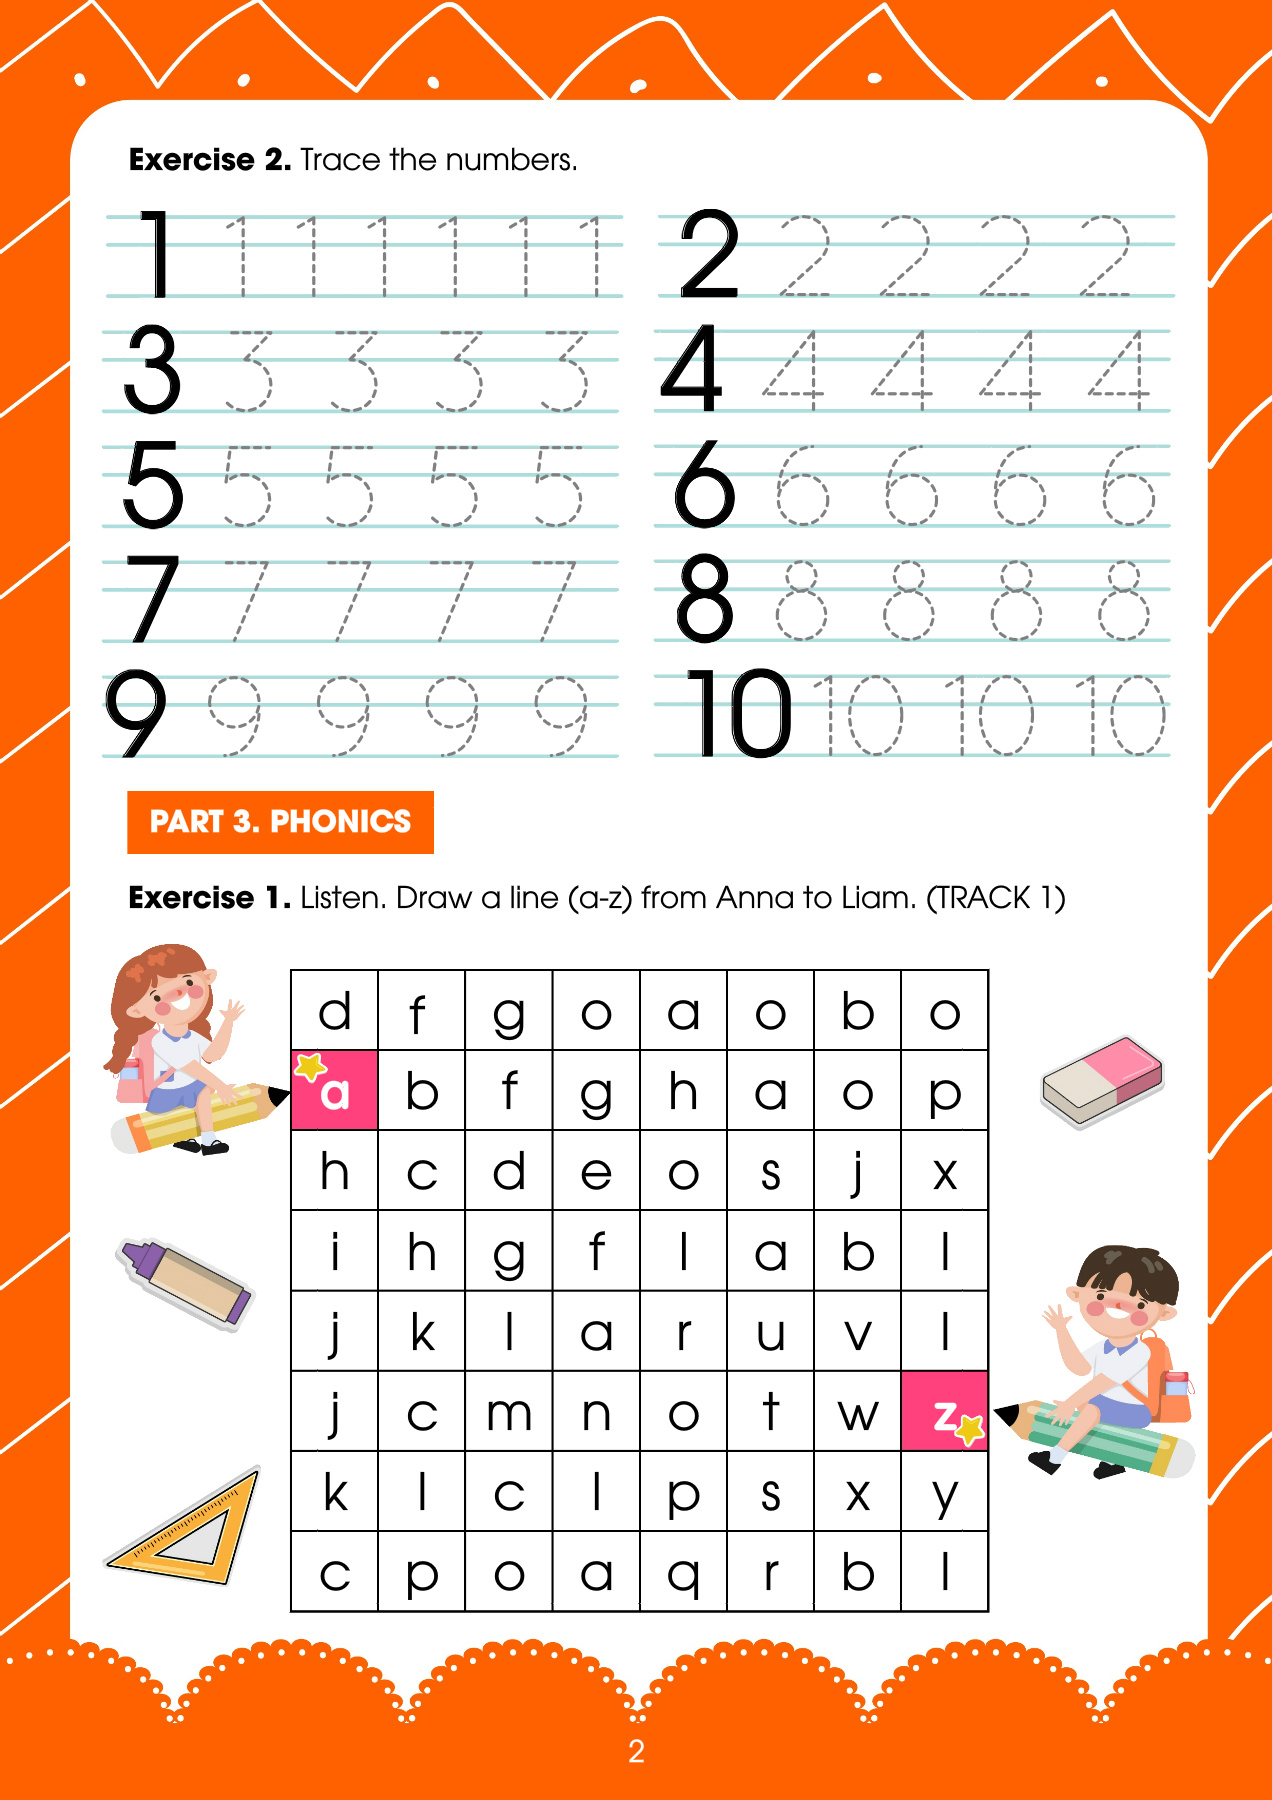 Exercise 2. Trace the numbers.
1 1 1 1 1 1 1 2 2 2 2 2
3 3 3 3 3 4 4 4 4 4
5 5 5 5 5 6 6 6 6 6
7 7 7 7 7 8 8 8 8 8
9 9 9 9 9 10 10 10 10
PART 3. PHONICS
Exercise 1. Listen. Draw a line (a-z) from Anna to Liam. (TRACK 1)
d f g o a o b o
a b f g h a o p
h c d e o s j x
i h g f l a b l
j k l a r u v l
j c m n o t w z
k l c l p s x y
c p o a q r b l
2